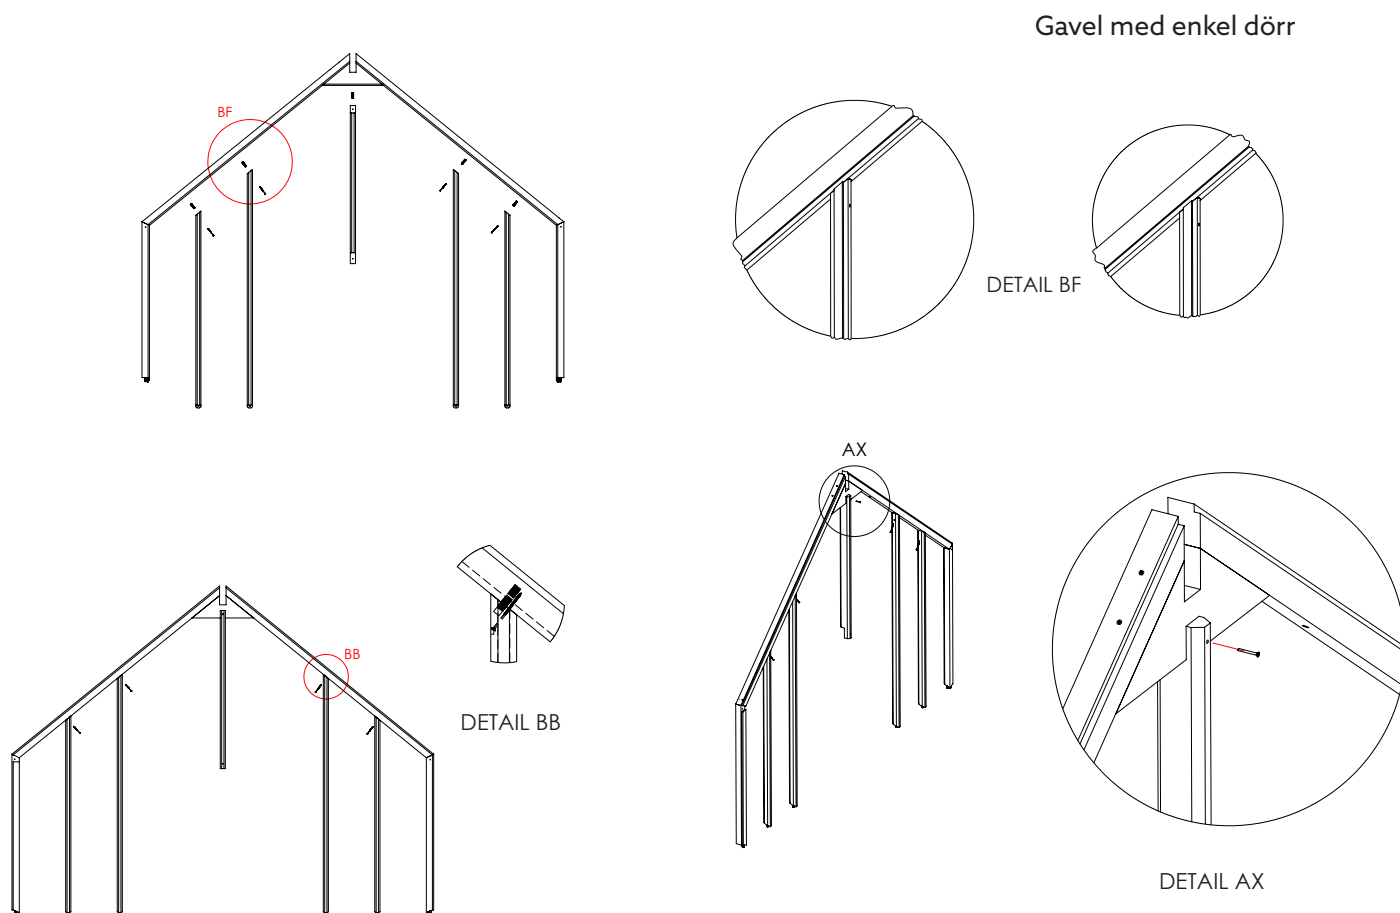 Gavel med enkel dörr
BF
DETAIL BF
AX
BB
DETAIL BB
DETAIL AX